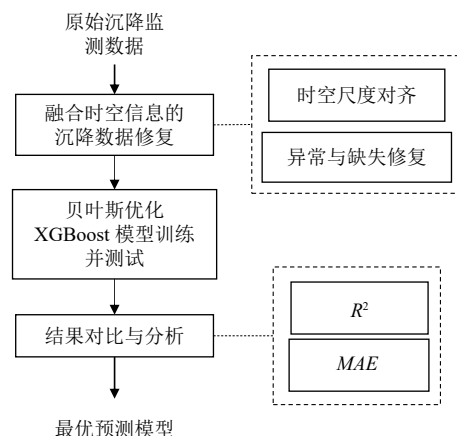 原始沉降监
测数据
融合时空信息的
沉降数据修复
时空尺度对齐
异常与缺失修复
贝叶斯优化
XGBoost 模型训练
并测试
结果对比与分析
R²
MAE
最优预测模型